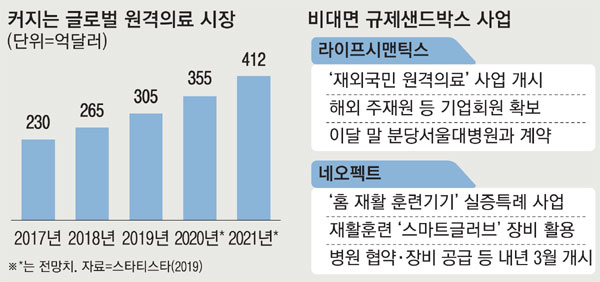 커지는 글로벌 원격의료 시장
(단위=억달러)
230
265
305
355
412
2017년
2018년
2019년
2020년*
2021년*
※*는 전망치. 자료=스타티스타(2019)
비대면 규제샌드박스 사업
라이프시맨틱스
‘재외국민 원격의료’ 사업 개시
해외 주재원 등 기업회원 확보
이달 말 분당서울대병원과 계약
네오펙트
‘홈 재활 훈련기기’ 실증특례 사업
재활훈련 ‘스마트글러브’ 장비 활용
병원 협약·장비 공급 등 내년 3월 개시